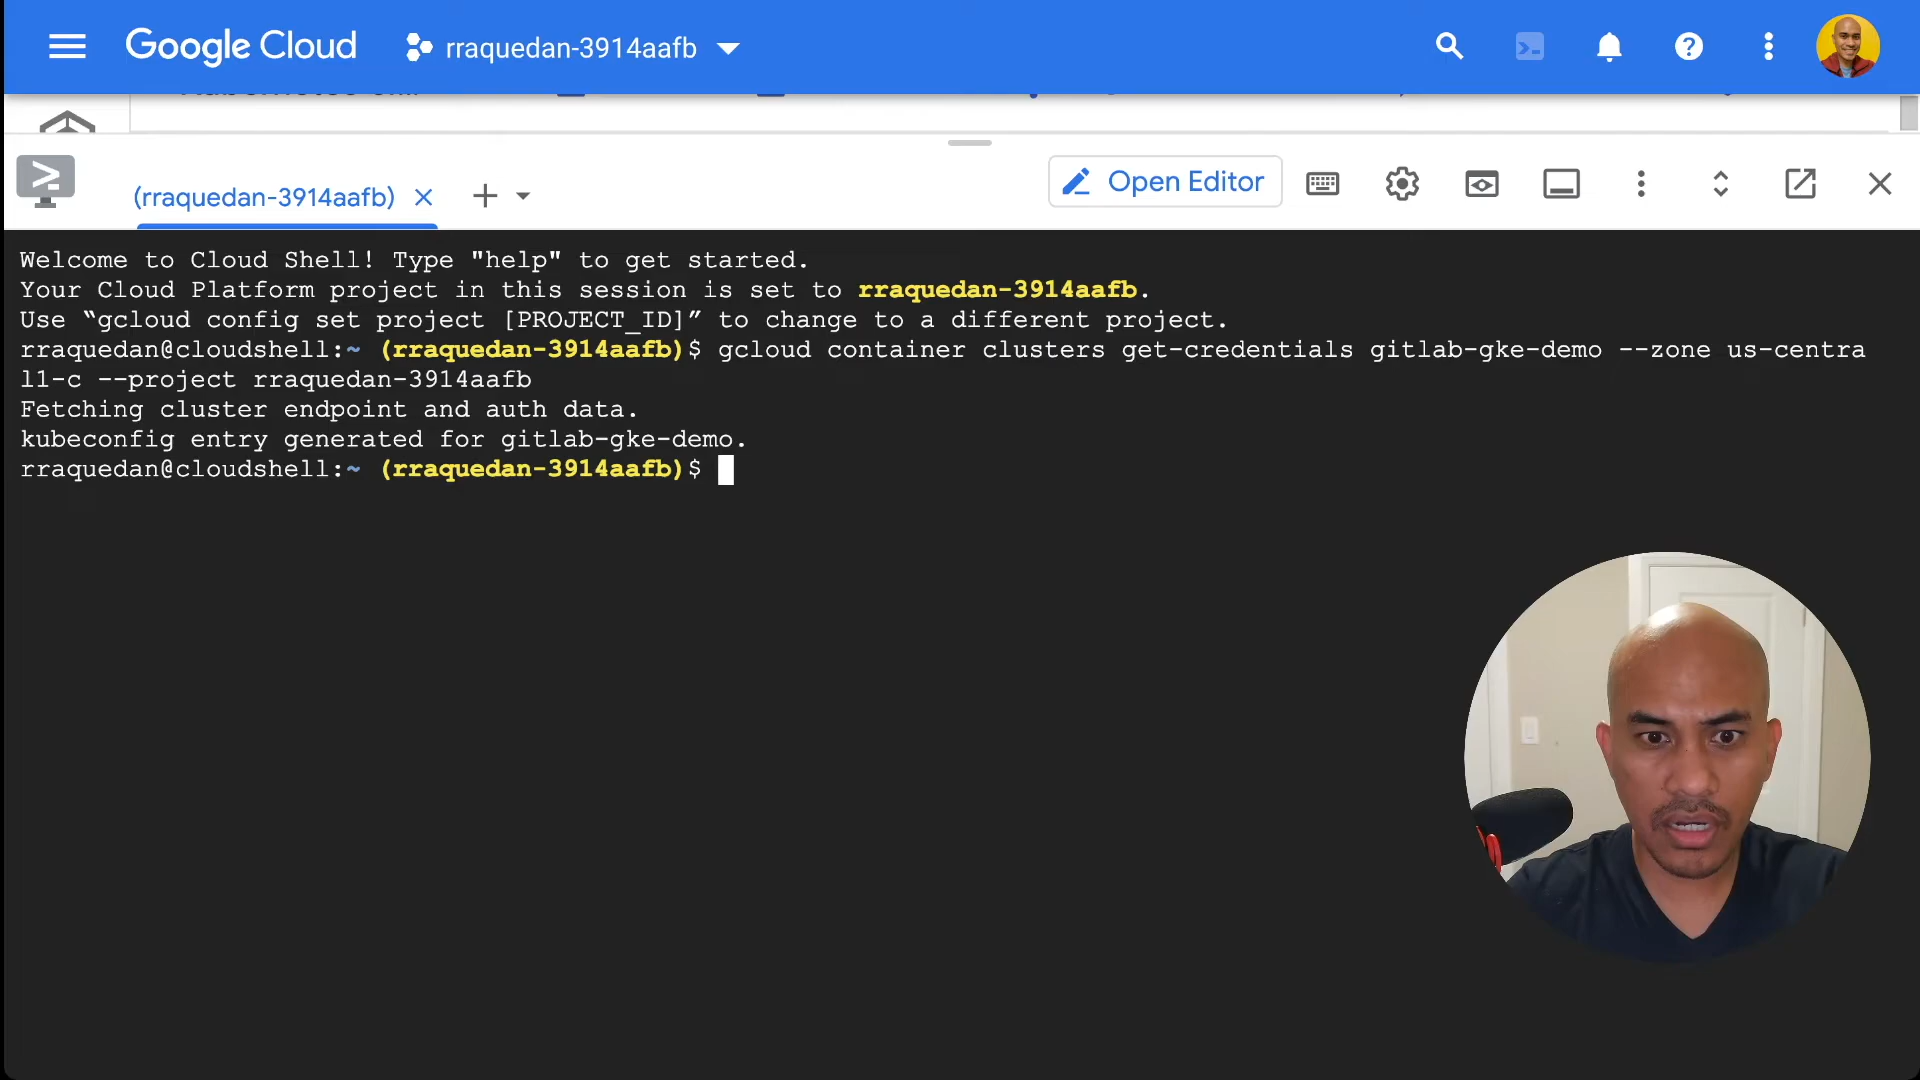 Google Cloud rraquedan-3914aafb
(rraquedan-3914aafb) Open Editor
Welcome to Cloud Shell! Type "help" to get started.
Your Cloud Platform project in this session is set to rraquedan-3914aafb.
Use “gcloud config set project [PROJECT_ID]” to change to a different project.
rraquedan@cloudshell:~ (rraquedan-3914aafb)$ gcloud container clusters get-credentials gitlab-gke-demo --zone us-centra
l1-c --project rraquedan-3914aafb
Fetching cluster endpoint and auth data.
kubeconfig entry generated for gitlab-gke-demo.
rraquedan@cloudshell:~ (rraquedan-3914aafb)$